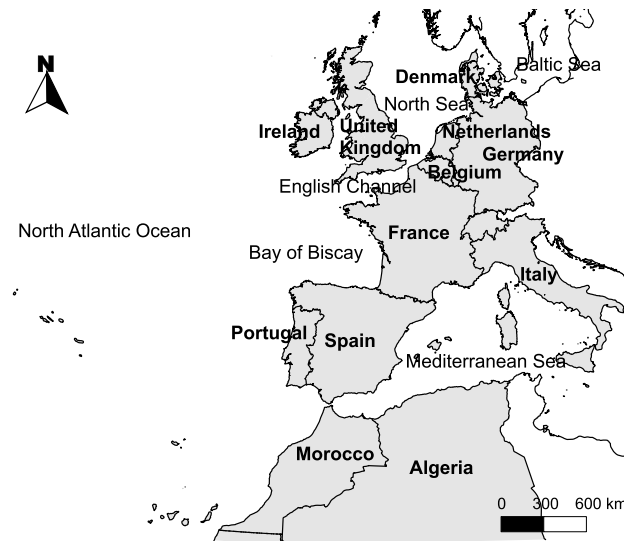 N
Baltic Sea
Denmark
North Sea
Ireland
United
Kingdom
Netherlands
Germany
Belgium
English Channel
North Atlantic Ocean
France
Bay of Biscay
Italy
Portugal
Spain
Mediterranean Sea
Morocco
Algeria
0 300 600 km